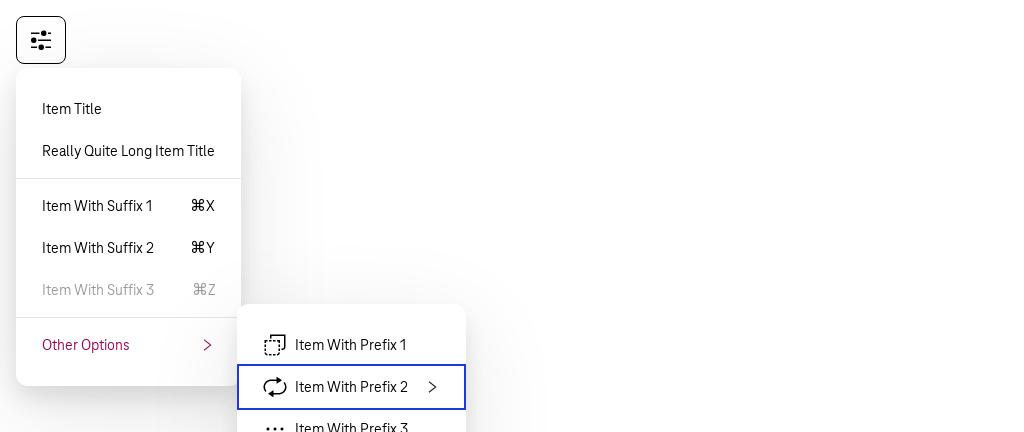 Item Title
Really Quite Long Item Title
Item With Suffix 1 ⌘X
Item With Suffix 2 ⌘Y
Item With Suffix 3 ⌘Z
Other Options
Item With Prefix 1
Item With Prefix 2
Item With Prefix 3